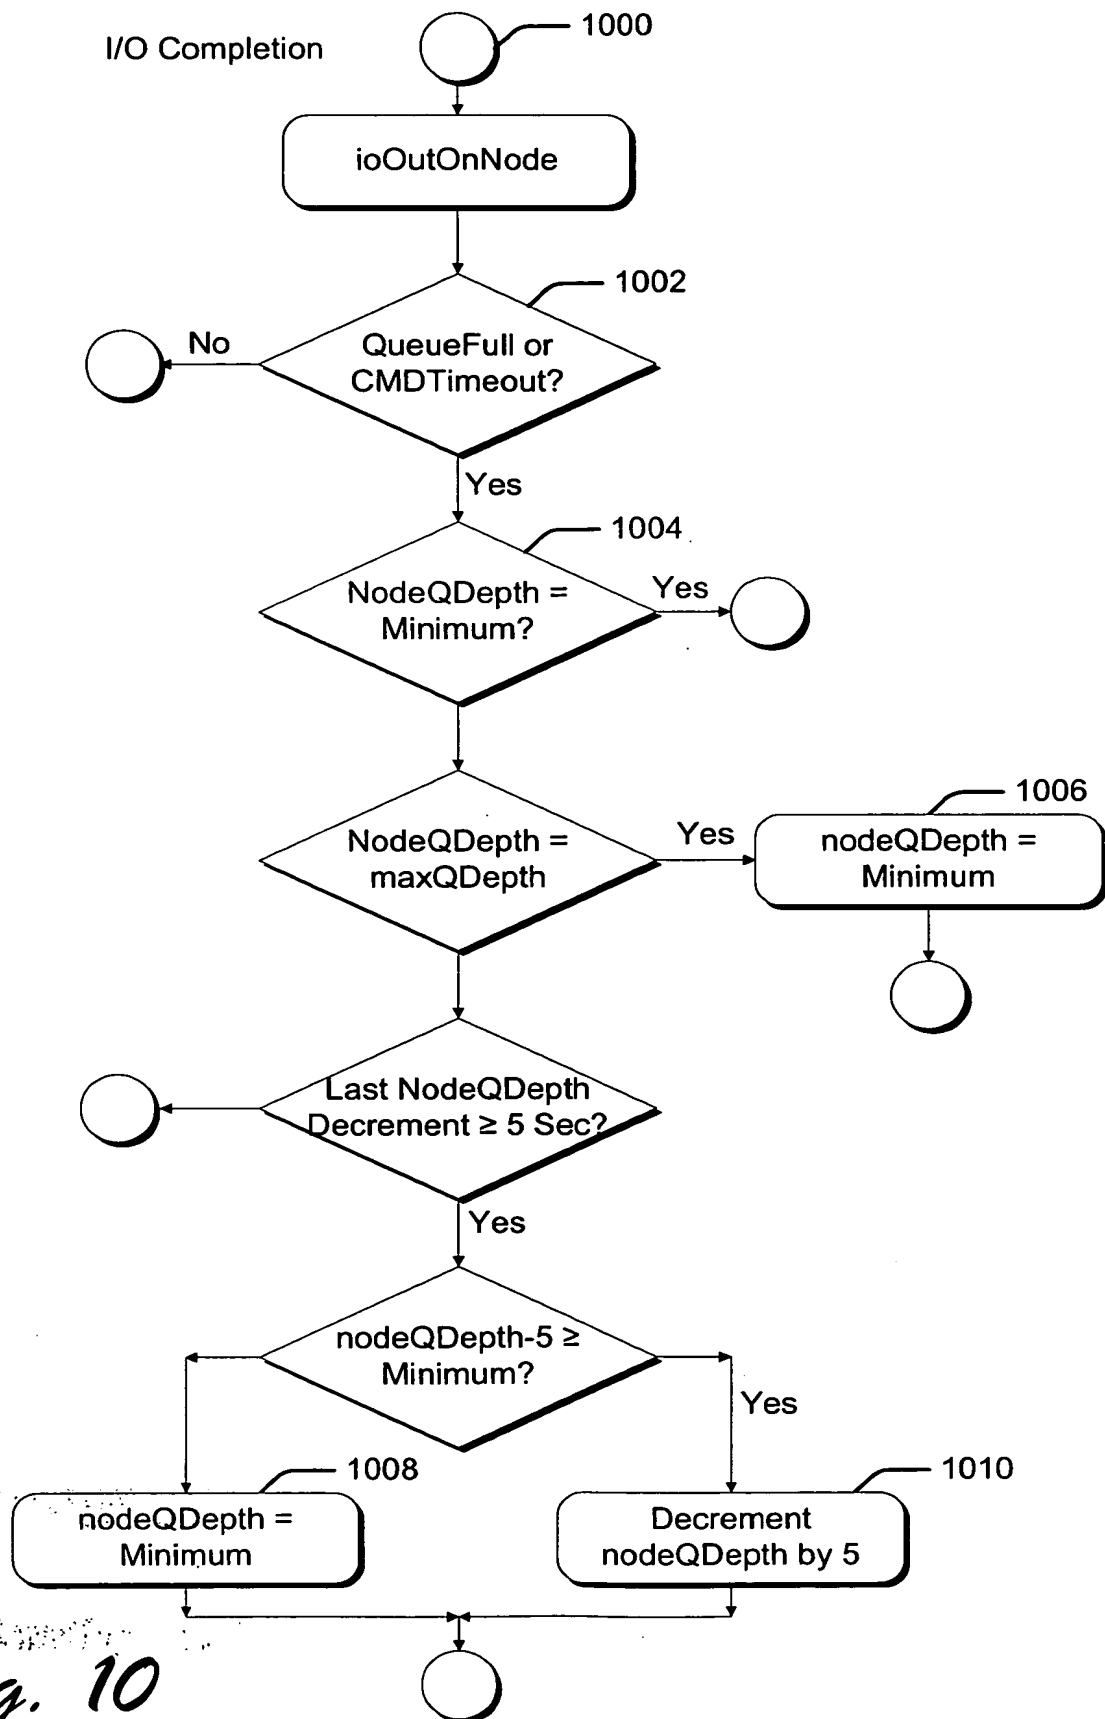 I/O Completion
1000
ioOutOnNode
1002
No
QueueFull or
CMDTimeout?
Yes
1004
NodeQDepth =
Minimum?
Yes
1006
NodeQDepth =
maxQDepth
Yes
nodeQDepth =
Minimum
Last NodeQDepth
Decrement ≥ 5 Sec?
Yes
nodeQDepth-5 ≥
Minimum?
Yes
1008
1010
nodeQDepth =
Minimum
Decrement
nodeQDepth by 5
g. 10